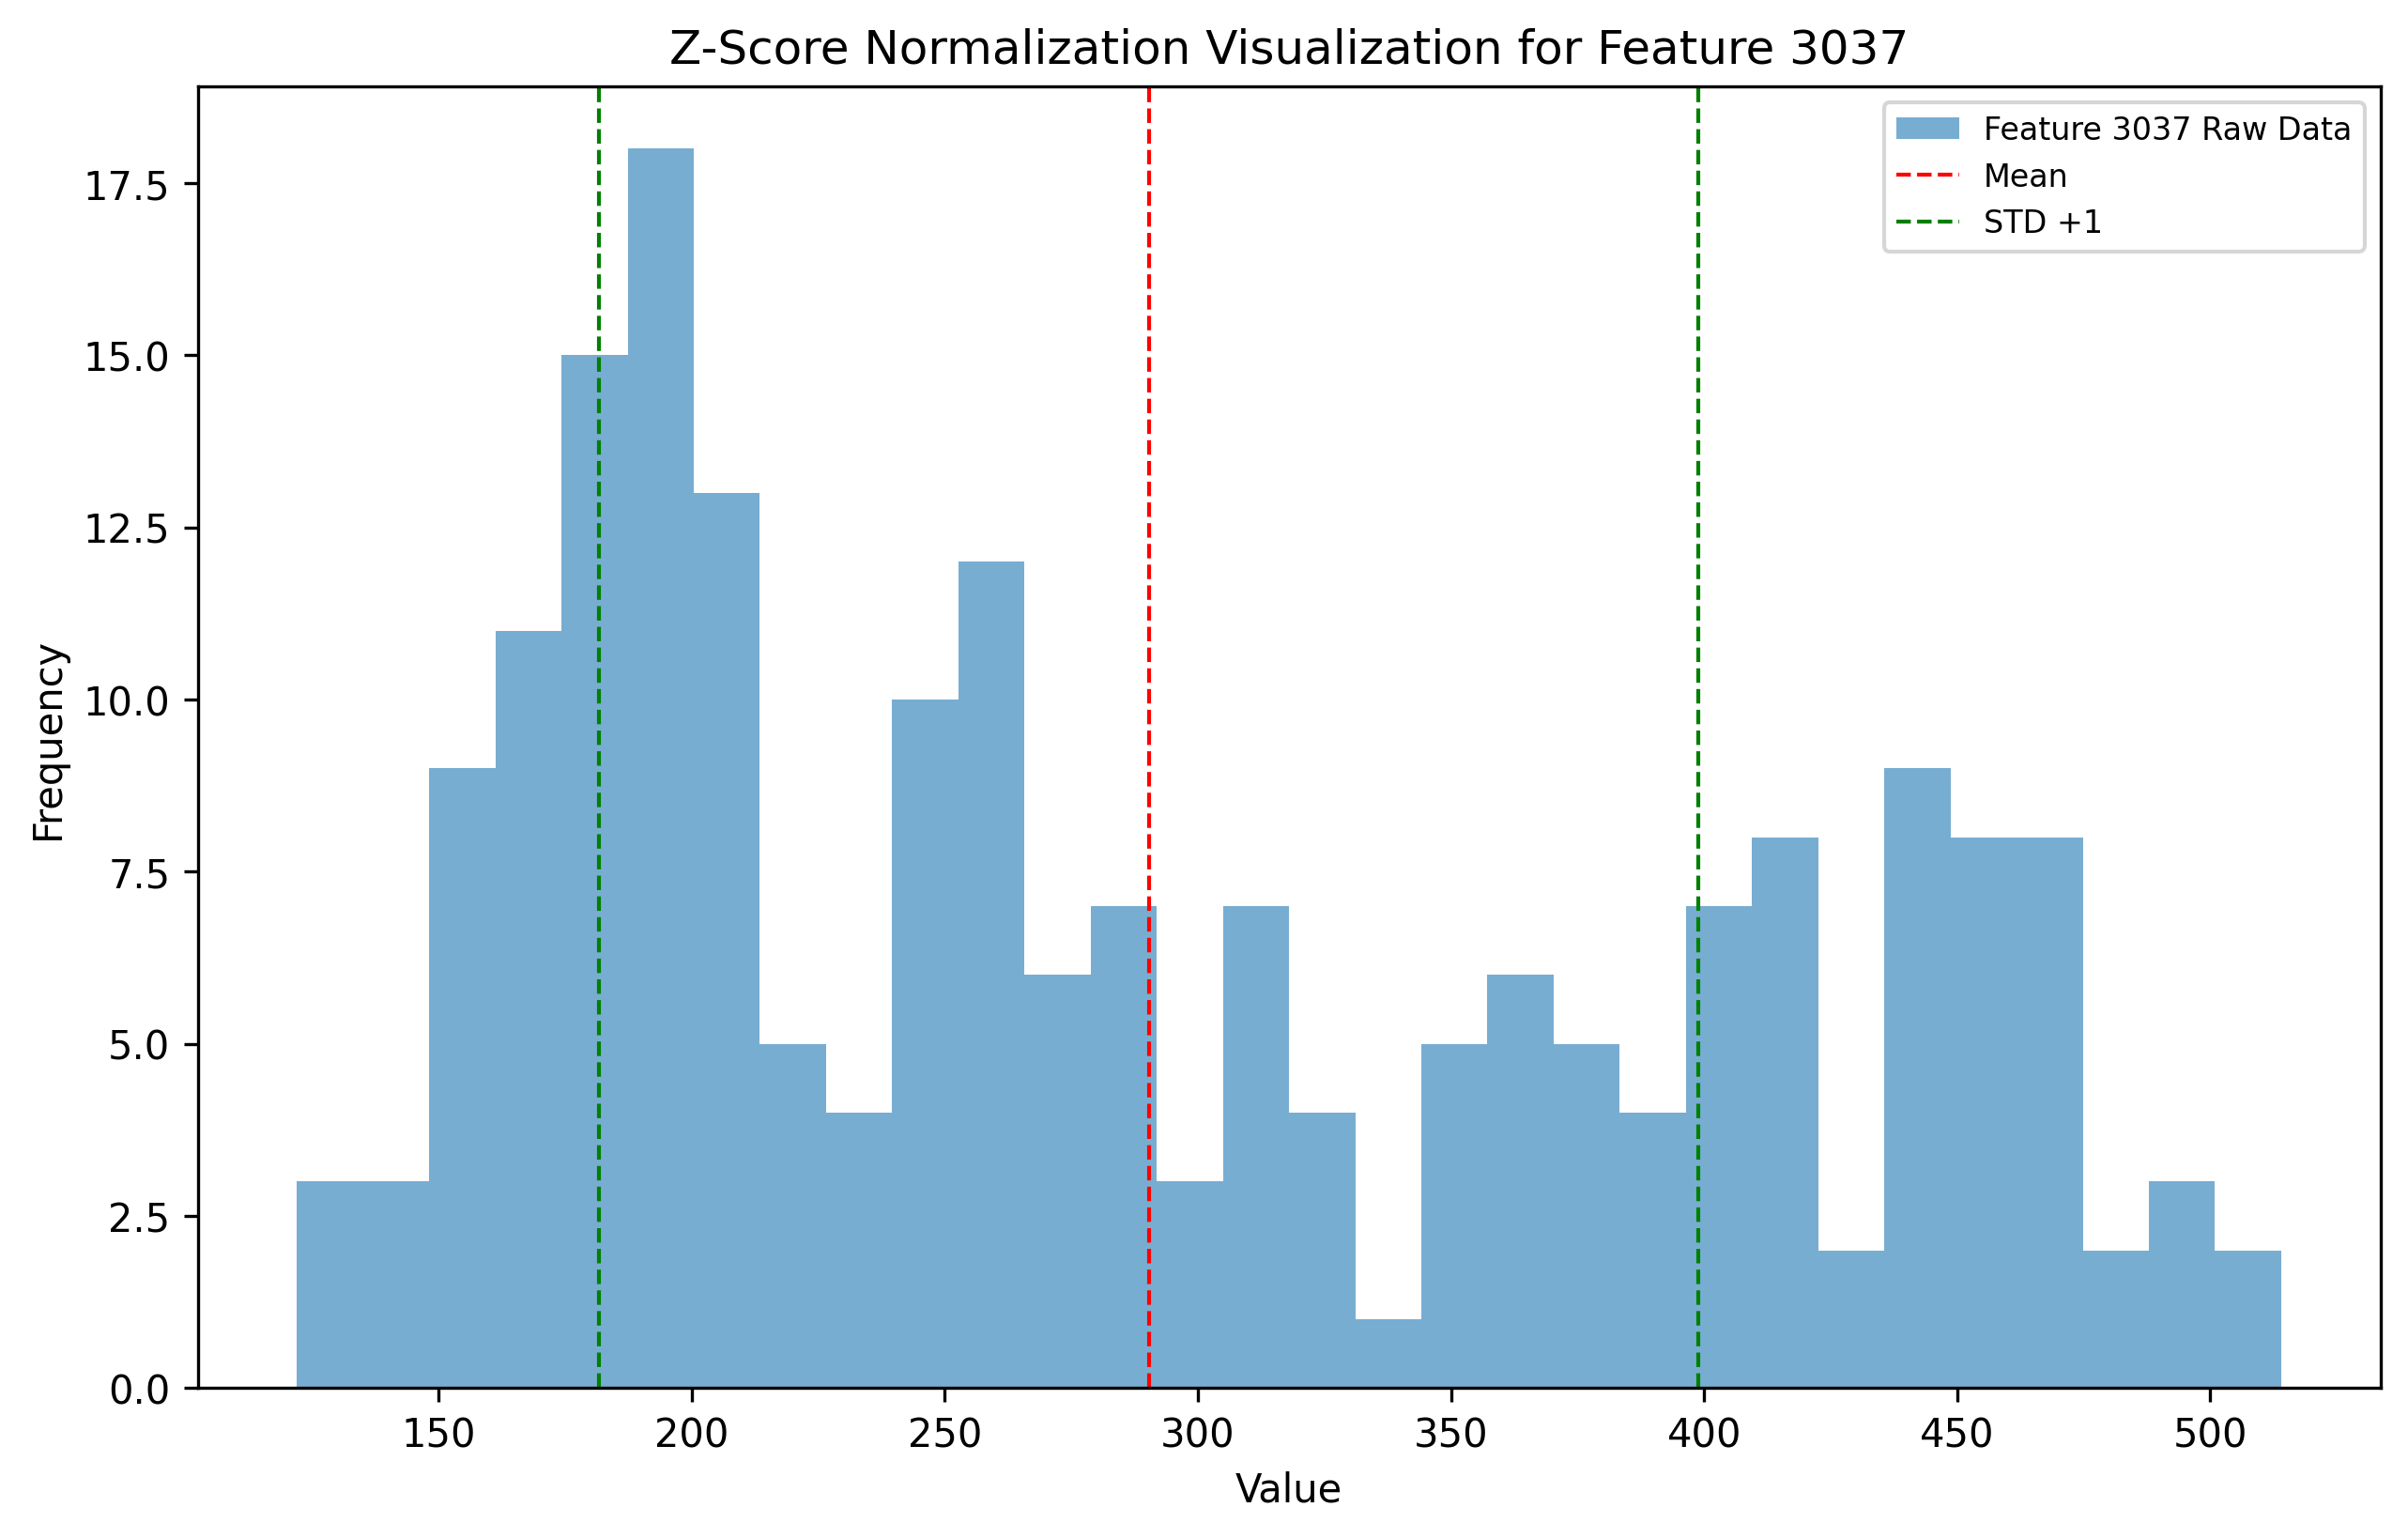 Z-Score Normalization Visualization for Feature 3037
Feature 3037 Raw Data
Mean
STD +1
17.5
15.0
12.5
10.0
7.5
5.0
2.5
0.0
Frequency
150 200 250 300 350 400 450 500
Value